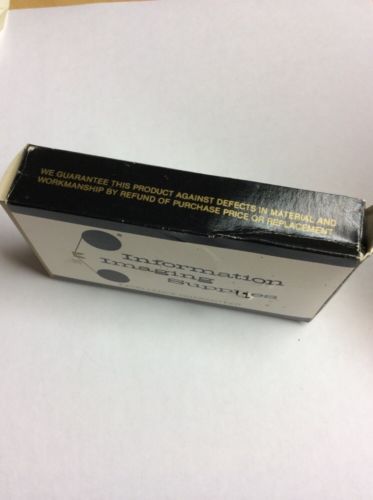 WE GUARANTEE THIS PRODUCT AGAINST DEFECTS IN MATERIAL AND
WORKMANSHIP BY REFUND OF PURCHASE PRICE OR REPLACEMENT
Information
Imaging
Supplies